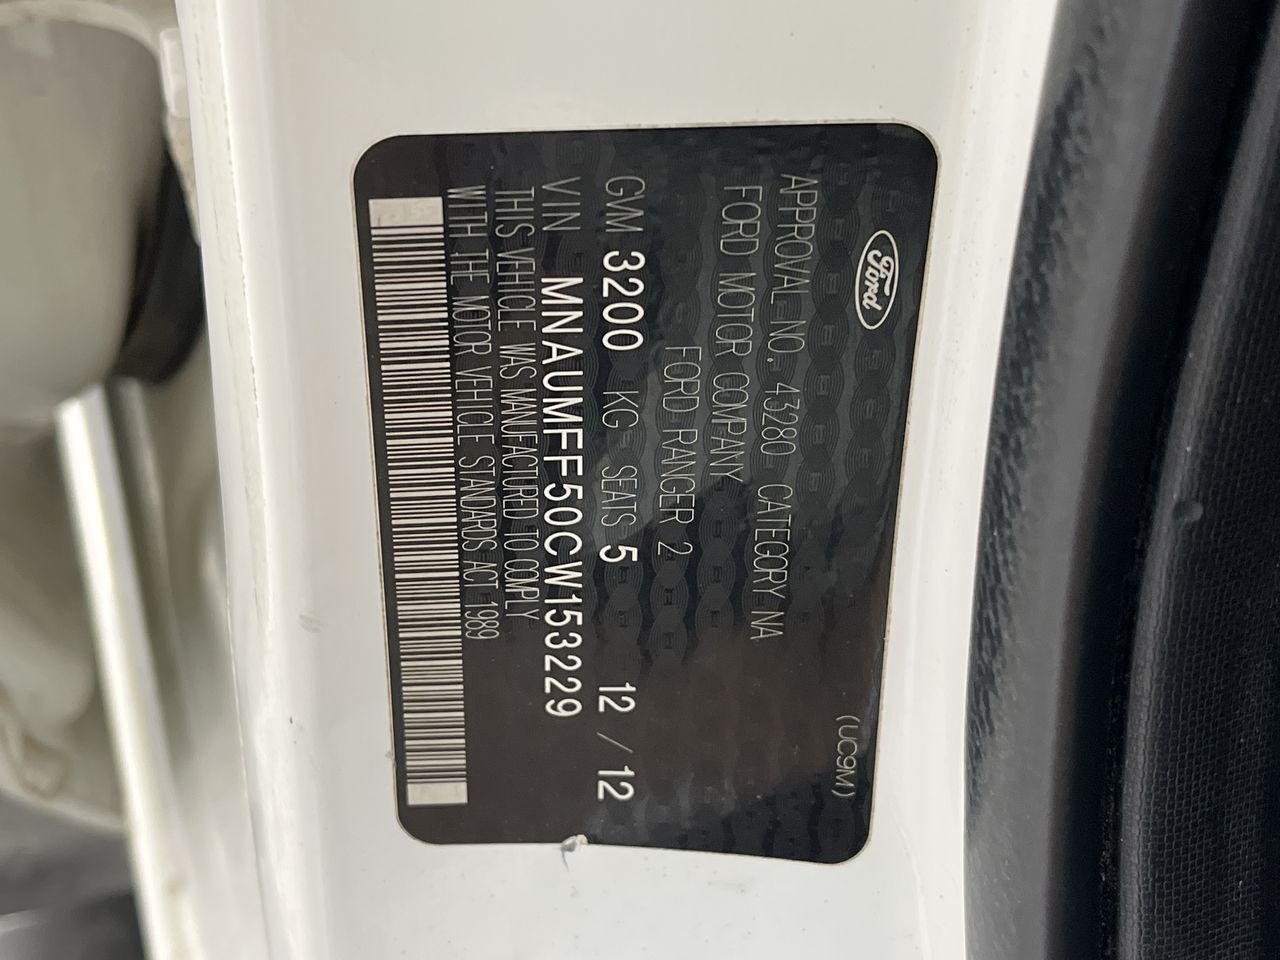 Ford
(UC9M)
APPROVAL NO. 43280 CATEGORY NA
FORD MOTOR COMPANY
FORD RANGER 2
GVM 3200 KG SEATS 5 12 / 12
VIN MNAUMFF50CW153229
THIS VEHICLE WAS MANUFACTURED TO COMPLY
WITH THE MOTOR VEHICLE STANDARDS ACT 1989